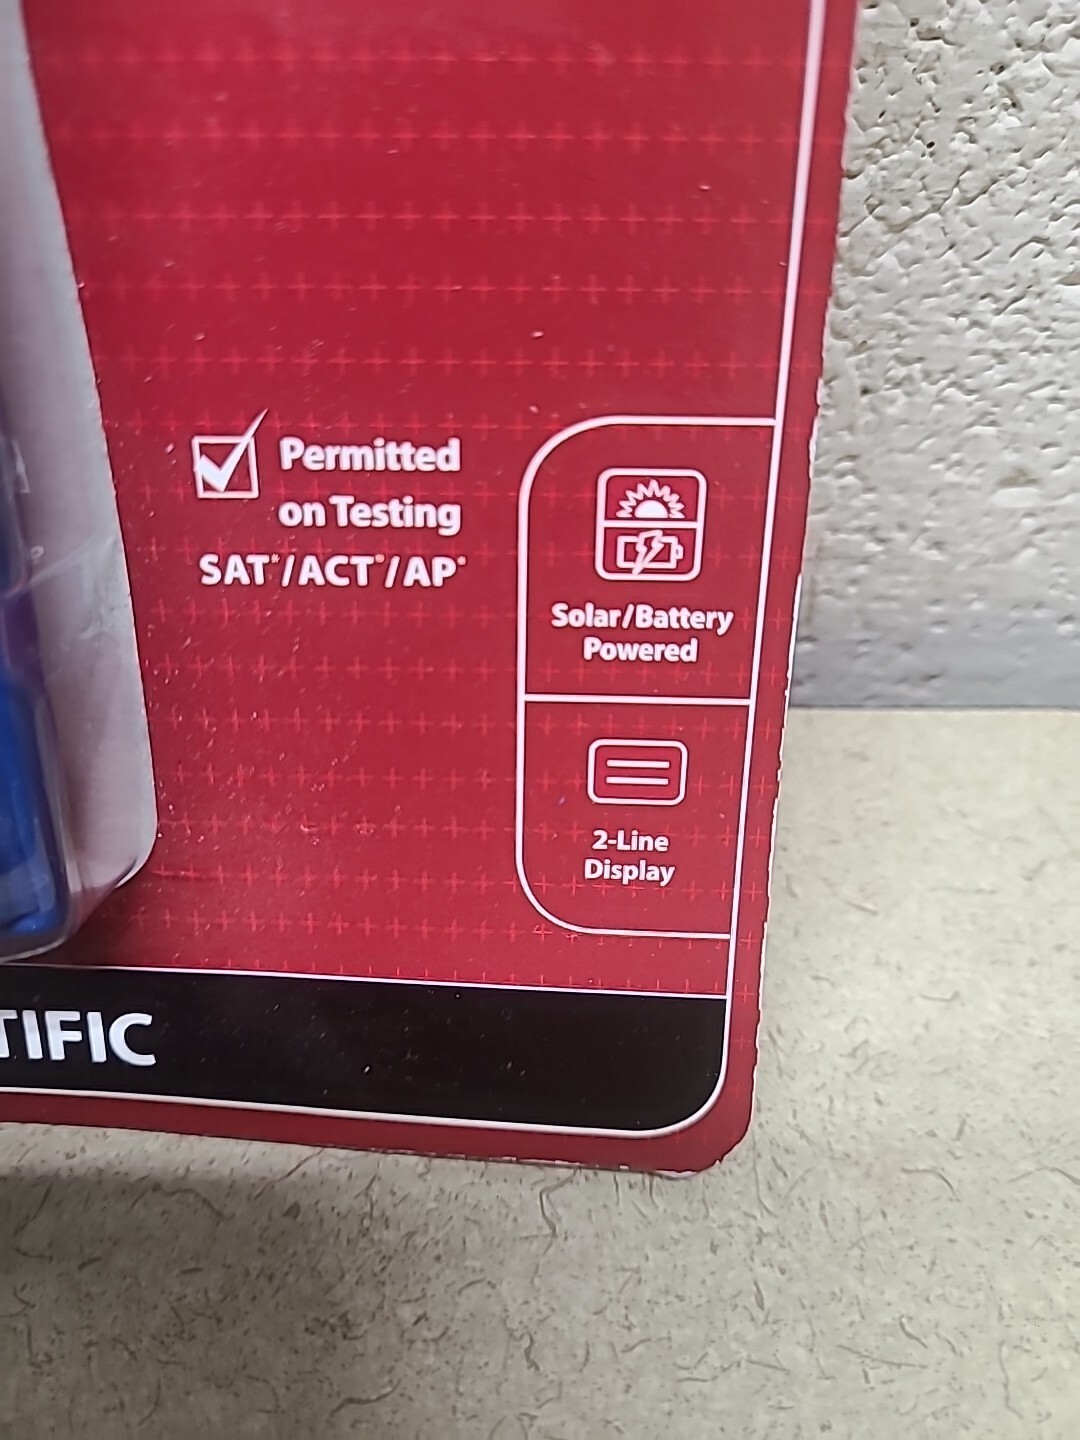 Permitted
on Testing
SAT*/ACT*/AP*
Solar/Battery
Powered
2-Line
Display
TIFIC